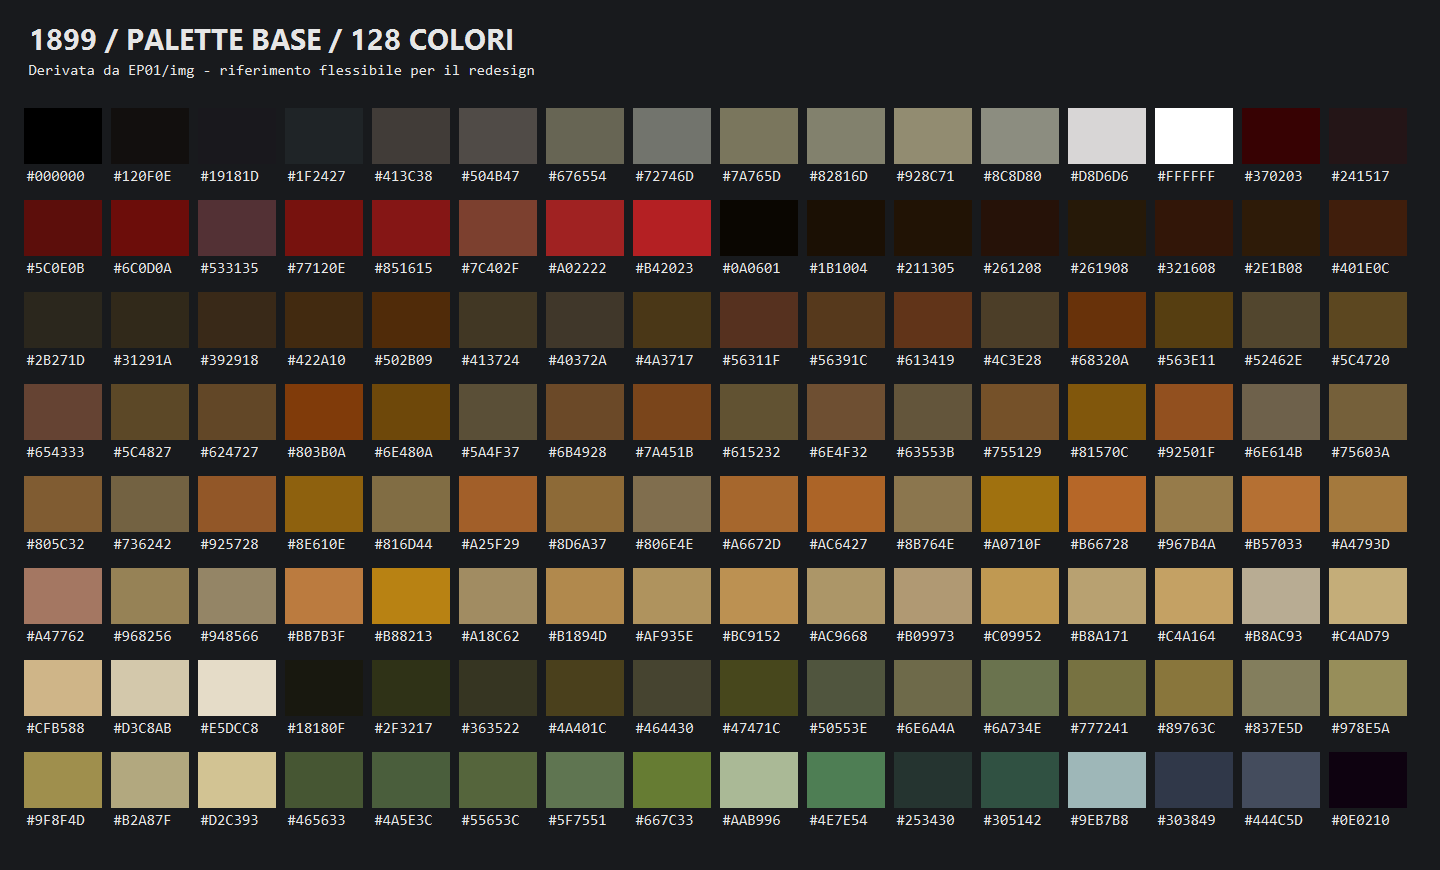 1899 / PALETTE BASE / 128 COLORI
Derivata da EP01/img - riferimento flessibile per il redesign
#000000 #120F0E #19181D #1F2427 #413C38 #504B47 #676554 #72746D #7A765D #82816D #928C71 #8C8D80 #D8D6D6 #FFFFFF #370203 #241517
#5C0E0B #6C0D0A #533135 #77120E #851615 #7C402F #A02222 #B42023 #0A0601 #1B1004 #211305 #261208 #261908 #321608 #2E1B08 #401E0C
#2B271D #31291A #392918 #422A10 #502B09 #413724 #40372A #4A3717 #56311F #56391C #613419 #4C3E28 #68320A #563E11 #52462E #5C4720
#654333 #5C4827 #624727 #803B0A #6E480A #5A4F37 #6B4928 #7A451B #615232 #6E4F32 #63553B #755129 #81570C #92501F #6E614B #75603A
#805C32 #736242 #925728 #8E610E #816D44 #A25F29 #8D6A37 #806E4E #A6672D #AC6427 #8B764E #A0710F #B66728 #967B4A #B57033 #A4793D
#A47762 #968256 #948566 #BB7B3F #B88213 #A18C62 #B1894D #AF935E #BC9152 #AC9668 #B09973 #C09952 #B8A171 #C4A164 #B8AC93 #C4AD79
#CFB588 #D3C8AB #E5DCC8 #18180F #2F3217 #363522 #4A401C #464430 #47471C #50553E #6E6A4A #6A734E #777241 #89763C #837E5D #978E5A
#9F8F4D #B2A87F #D2C393 #465633 #4A5E3C #55653C #5F7551 #667C33 #AAB996 #4E7E54 #253430 #305142 #9EB7B8 #303849 #444C5D #0E0210